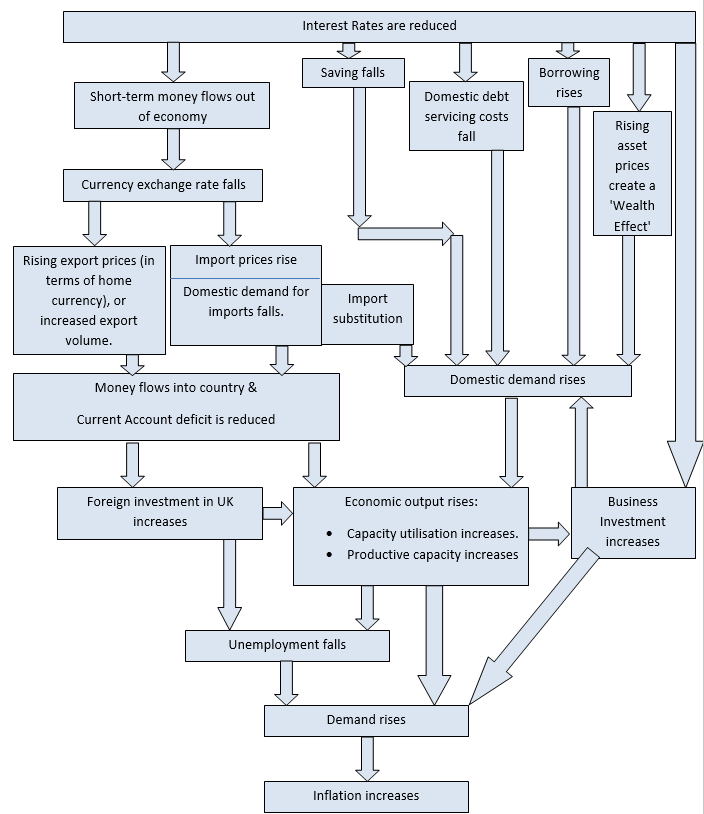 Interest Rates are reduced
Saving falls
Borrowing
rises
Short-term money flows out
of economy
Domestic debt
servicing costs
fall
Rising
asset
prices
create a
'Wealth
Effect'
Currency exchange rate falls
Rising export prices (in
terms of home
currency), or
increased export
volume.
Import prices rise
Domestic demand for
imports falls.
Import
substitution
Domestic demand rises
Money flows into country &
Current Account deficit is reduced
Foreign investment in UK
increases
Economic output rises:
• Capacity utilisation increases.
• Productive capacity increases
Business
Investment
increases
Unemployment falls
Demand rises
Inflation increases